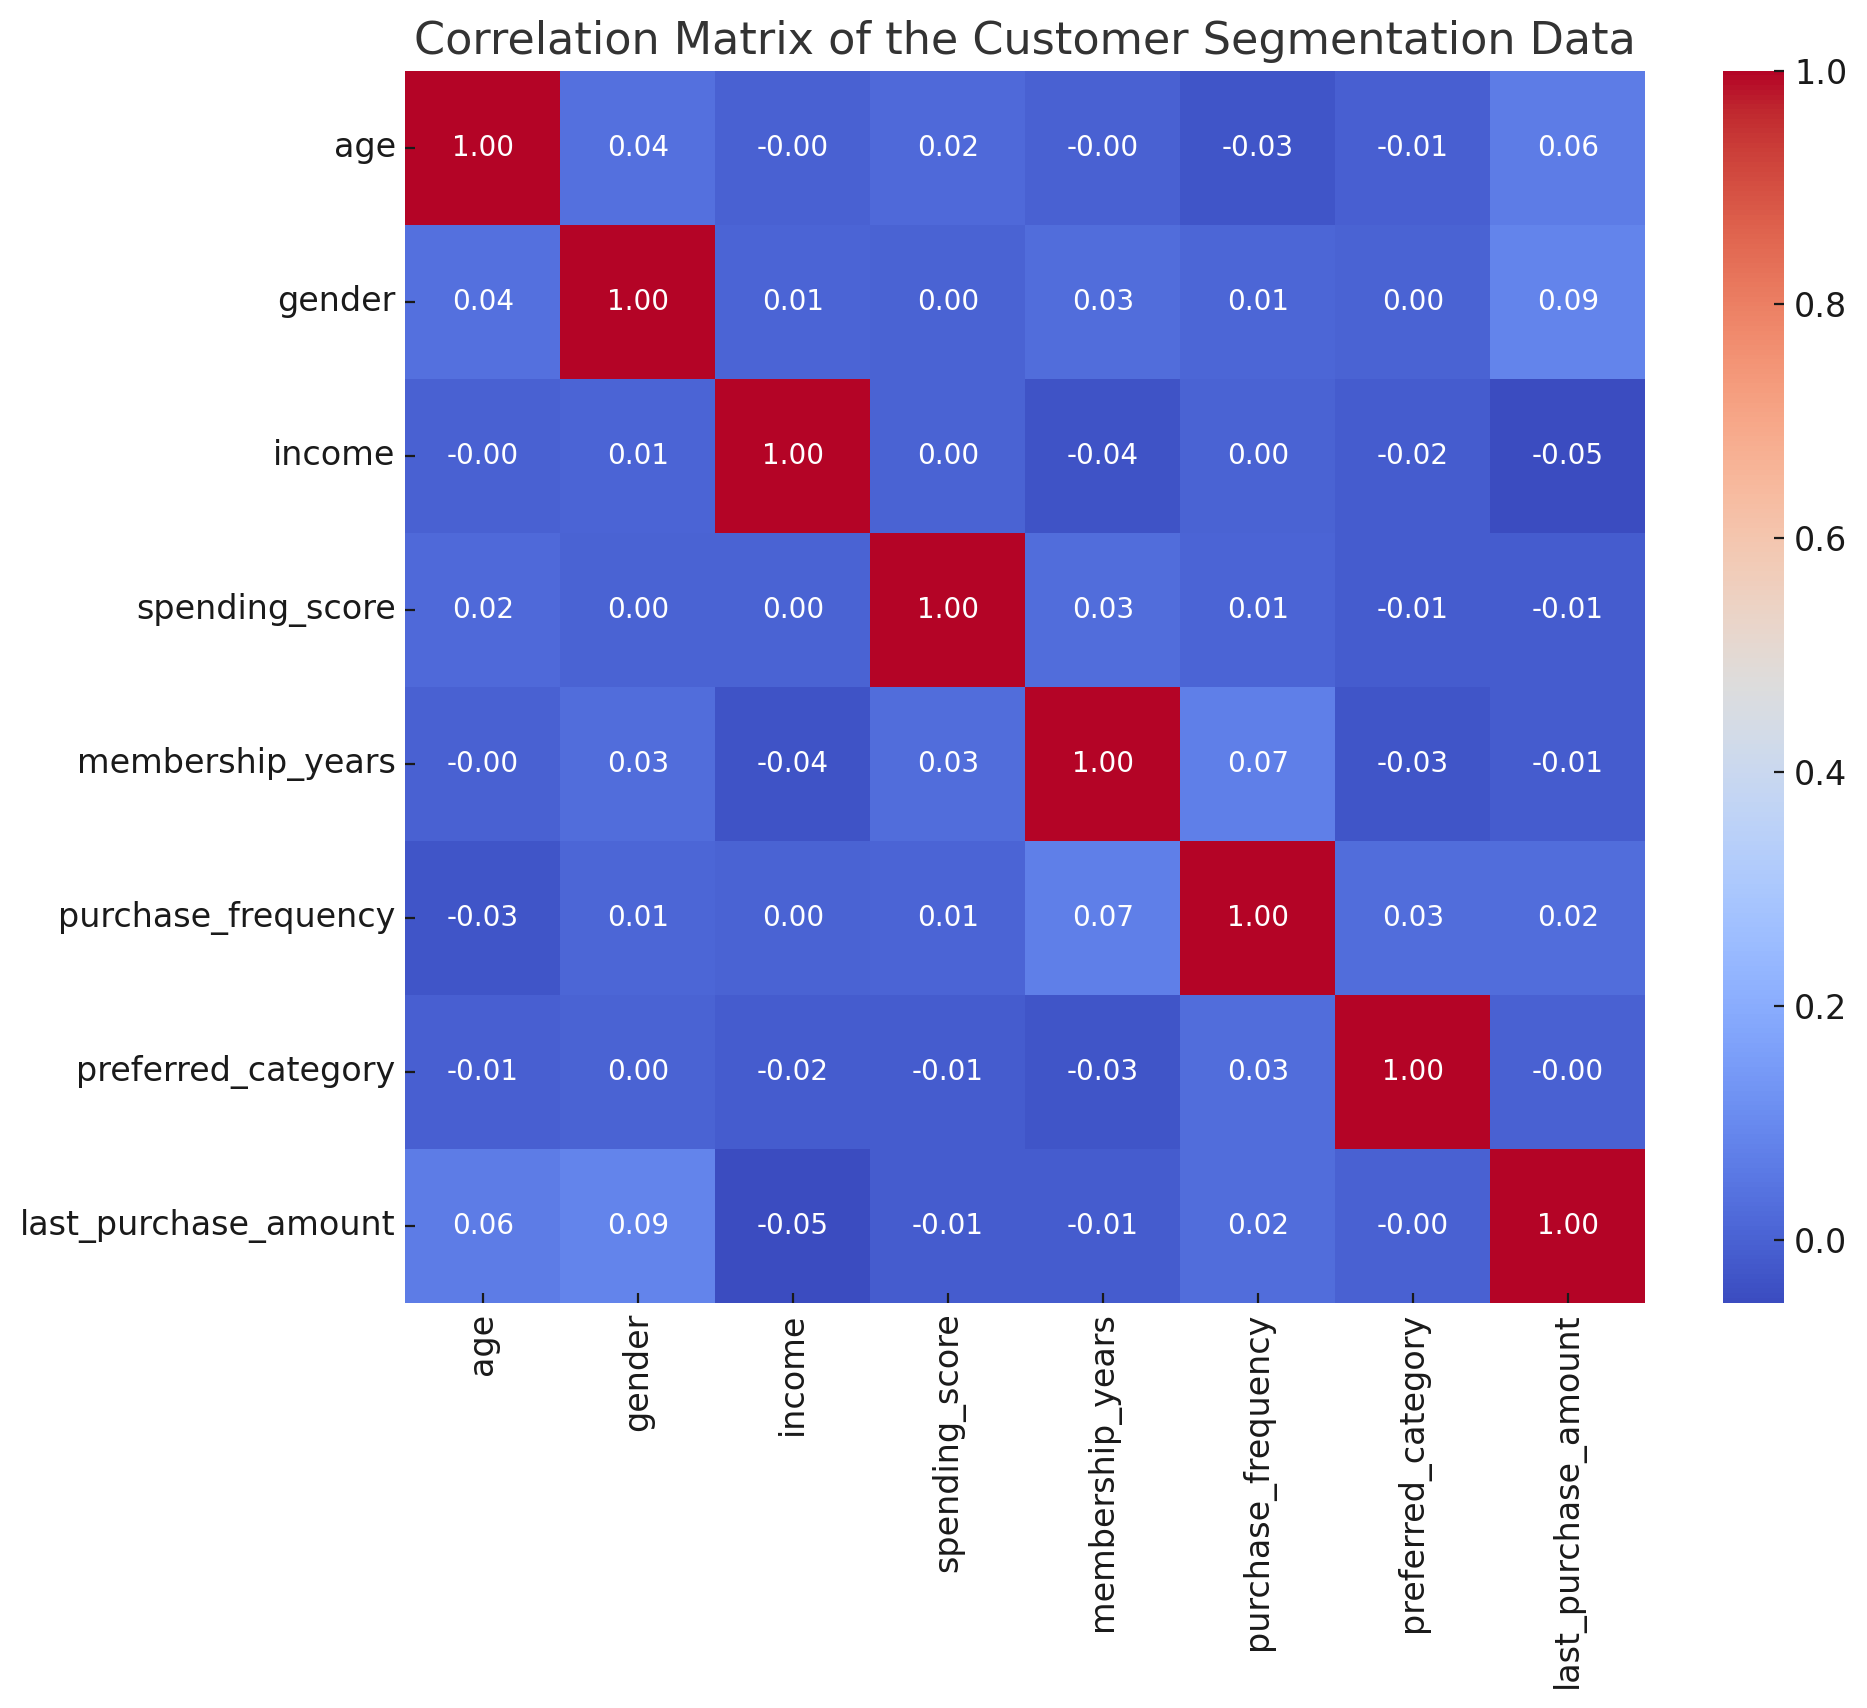 Correlation Matrix of the Customer Segmentation Data
age 1.00 0.04 -0.00 0.02 -0.00 -0.03 -0.01 0.06
gender 0.04 1.00 0.01 0.00 0.03 0.01 0.00 0.09
income -0.00 0.01 1.00 0.00 -0.04 0.00 -0.02 -0.05
spending_score 0.02 0.00 0.00 1.00 0.03 0.01 -0.01 -0.01
membership_years -0.00 0.03 -0.04 0.03 1.00 0.07 -0.03 -0.01
purchase_frequency -0.03 0.01 0.00 0.01 0.07 1.00 0.03 0.02
preferred_category -0.01 0.00 -0.02 -0.01 -0.03 0.03 1.00 -0.00
last_purchase_amount 0.06 0.09 -0.05 -0.01 -0.01 0.02 -0.00 1.00
age
gender
income
spending_score
membership_years
purchase_frequency
preferred_category
last_purchase_amount
1.0
0.8
0.6
0.4
0.2
0.0